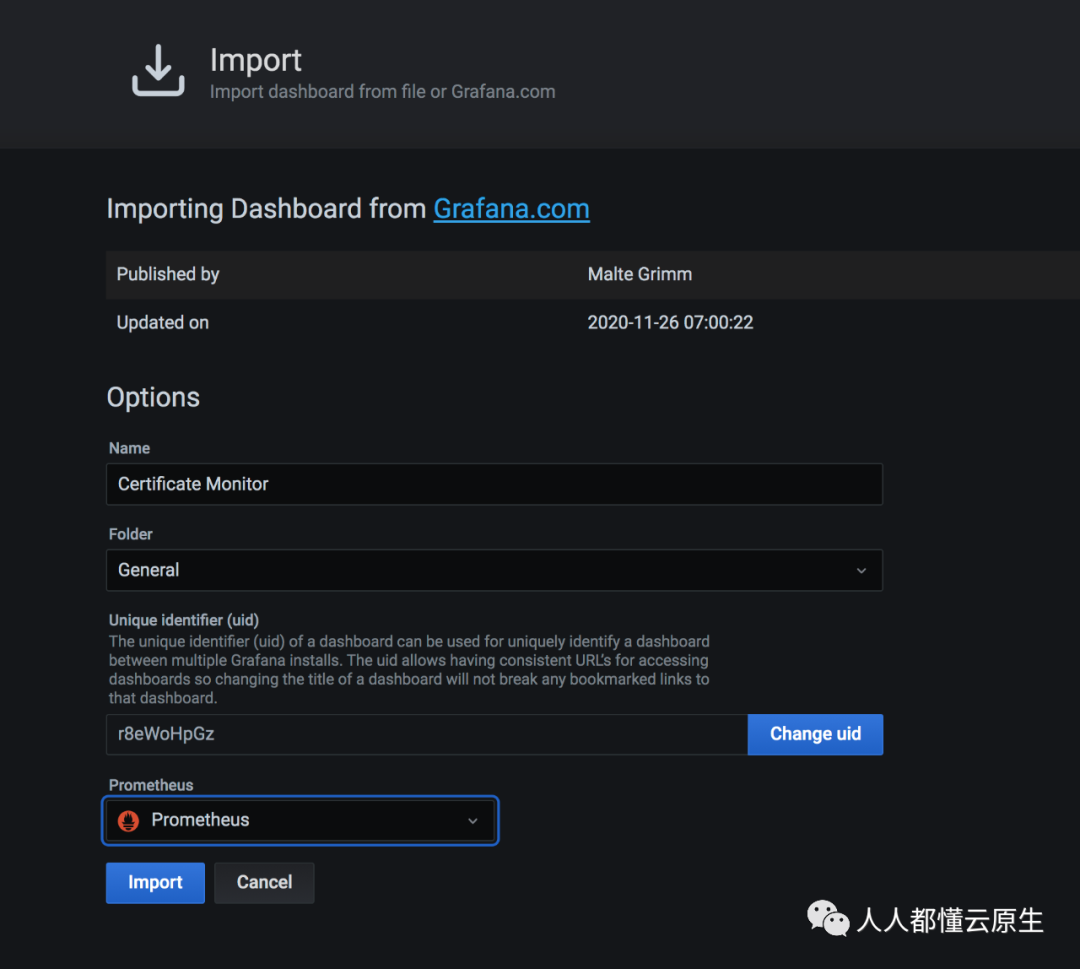 Import
Import dashboard from file or Grafana.com
Importing Dashboard from Grafana.com
Published by Malte Grimm
Updated on 2020-11-26 07:00:22
Options
Name
Certificate Monitor
Folder
General
Unique identifier (uid)
The unique identifier (uid) of a dashboard can be used for uniquely identify a dashboard
between multiple Grafana installs. The uid allows having consistent URL's for accessing
dashboards so changing the title of a dashboard will not break any bookmarked links to
that dashboard.
r8eWoHpGz Change uid
Prometheus
Prometheus
Import Cancel
人人都懂云原生